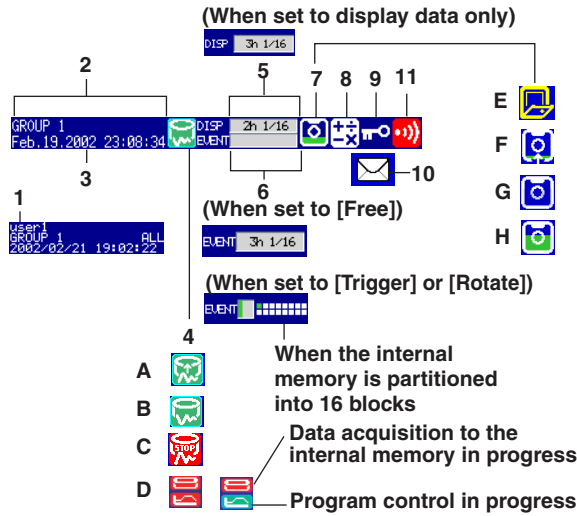 (When set to display data only)
DISP 3h 1/16
2
5
7
8
9
11
E
GROUP 1
Feb.19.2002 23:08:34
DISP 2h 1/16
EVENT
F
3
6
10
G
1
(When set to [Free])
H
user1
GROUP 1 ALL
2002/02/21 19:02:22
EVENT 3h 1/16
(When set to [Trigger] or [Rotate])
EVENT
4
When the internal
memory is partitioned
into 16 blocks
A
B
C
STOP
Data acquisition to the
internal memory in progress
D
Program control in progress